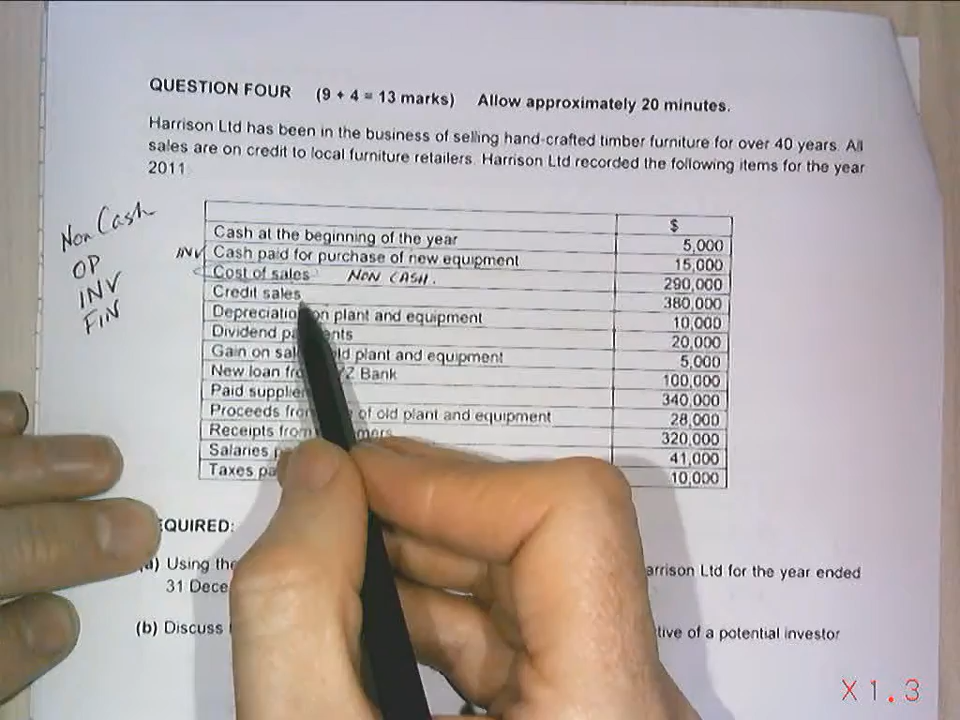 QUESTION FOUR (9 + 4 = 13 marks) Allow approximately 20 minutes.
Harrison Ltd has been in the business of selling hand-crafted timber furniture for over 40 years. All
sales are on credit to local furniture retailers. Harrison Ltd recorded the following items for the year
2011
Non Cash
OP
INV
FIN
$
Cash at the beginning of the year 5,000
INV Cash paid for purchase of new equipment 15,000
Cost of sales NON CASH. 290,000
Credit sales 380,000
Depreciation on plant and equipment 10,000
Dividend payments 20,000
Gain on sal ld plant and equipment 5,000
New loan fro YZ Bank 100,000
Paid supplier 340,000
Proceeds from of old plant and equipment 28,000
Receipts from mers 320,000
Salaries 41,000
Taxes pa 10,000
EQUIRED:
a) Using the arrison Ltd for the year ended
31 Dece
(b) Discuss tive of a potential investor
X1.3